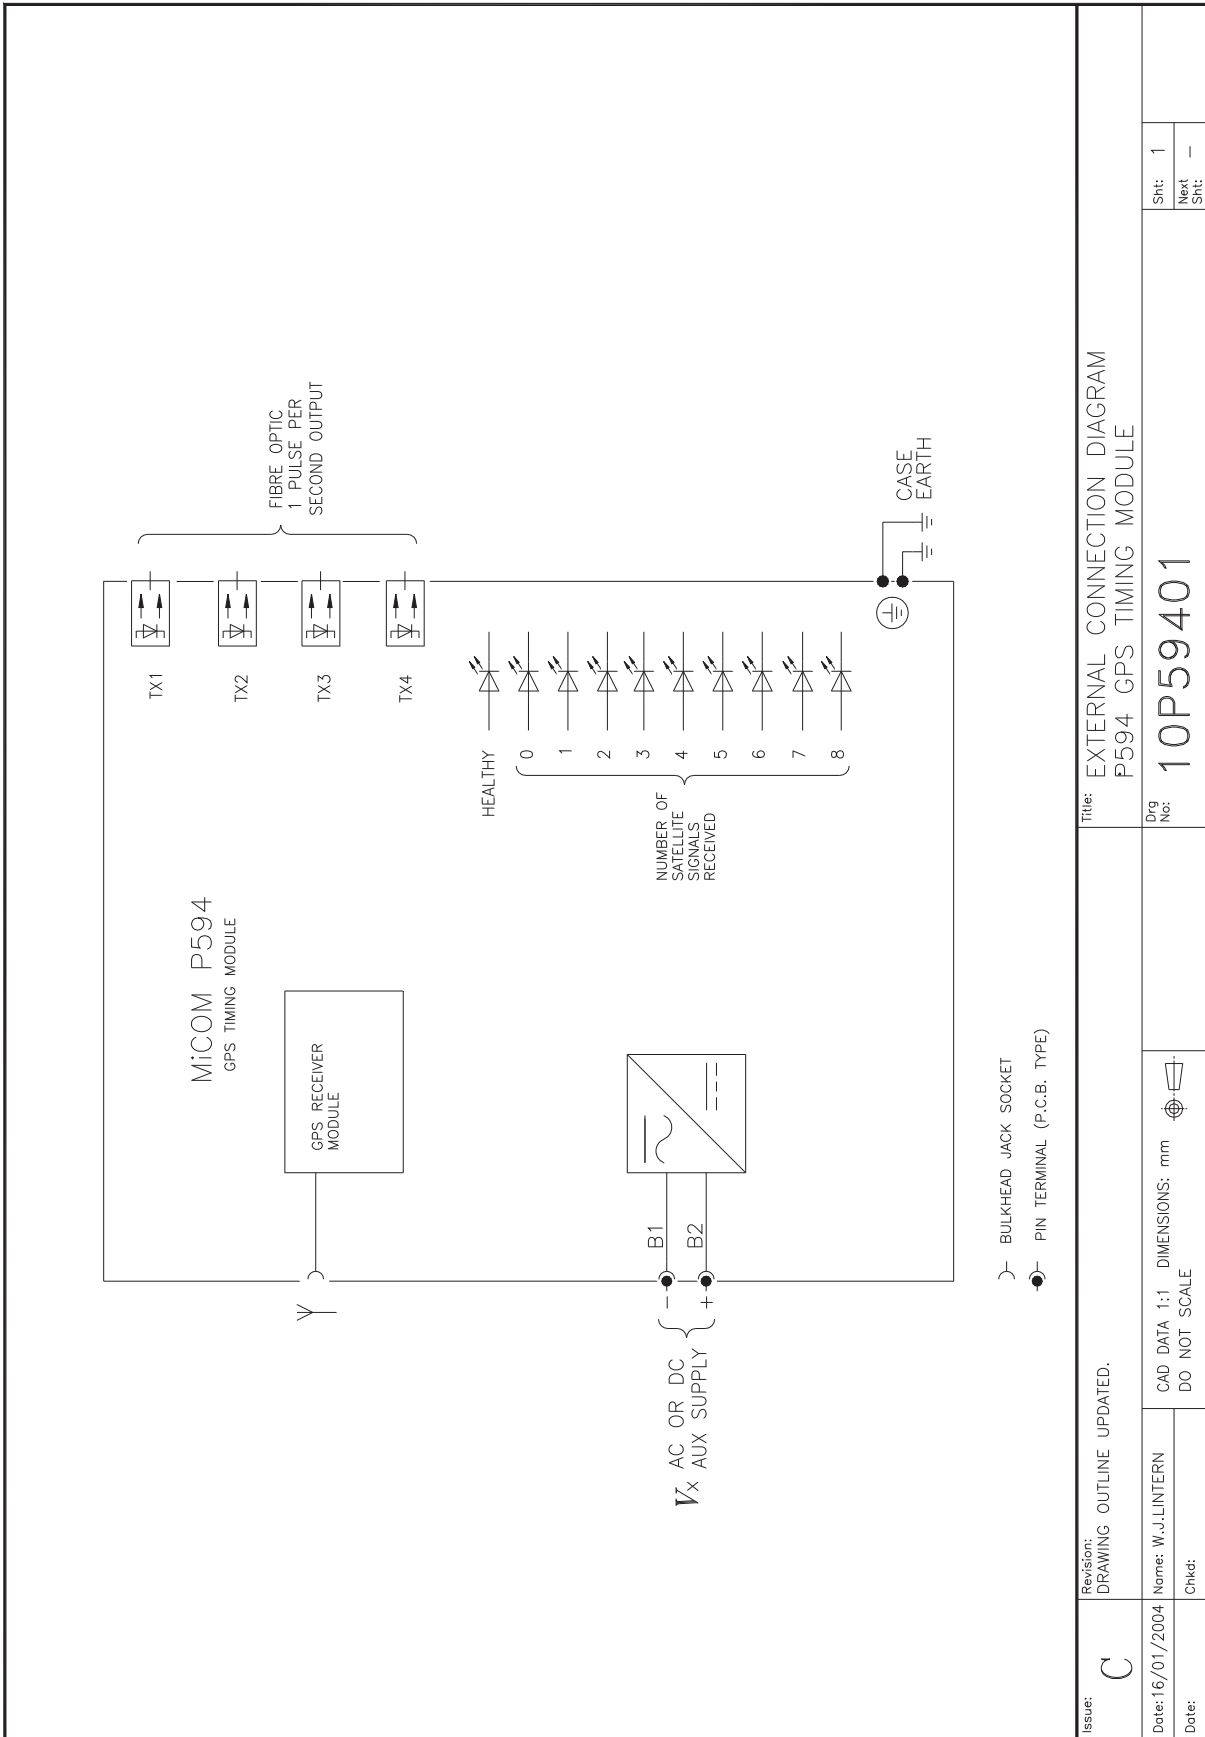 MiCOM P594
GPS TIMING MODULE
GPS RECEIVER
MODULE
TX1
TX2
TX3
TX4
FIBRE OPTIC
1 PULSE PER
SECOND OUTPUT
HEALTHY
0
1
2
3
4
5
6
7
8
NUMBER OF
SATELLITE
SIGNALS
RECEIVED
Vx AC OR DC
AUX SUPPLY
−
+
B1
B2
CASE
EARTH
BULKHEAD JACK SOCKET
PIN TERMINAL (P.C.B. TYPE)
Issue:
C
Revision:
DRAWING OUTLINE UPDATED.
Title:
EXTERNAL CONNECTION DIAGRAM
P594 GPS TIMING MODULE
Date: 16/01/2004
Name: W.J.LINTERN
Date:
Chkd:
CAD DATA 1:1 DIMENSIONS: mm
DO NOT SCALE
Drg
No:
10P59401
Sht: 1
Next
Sht: −